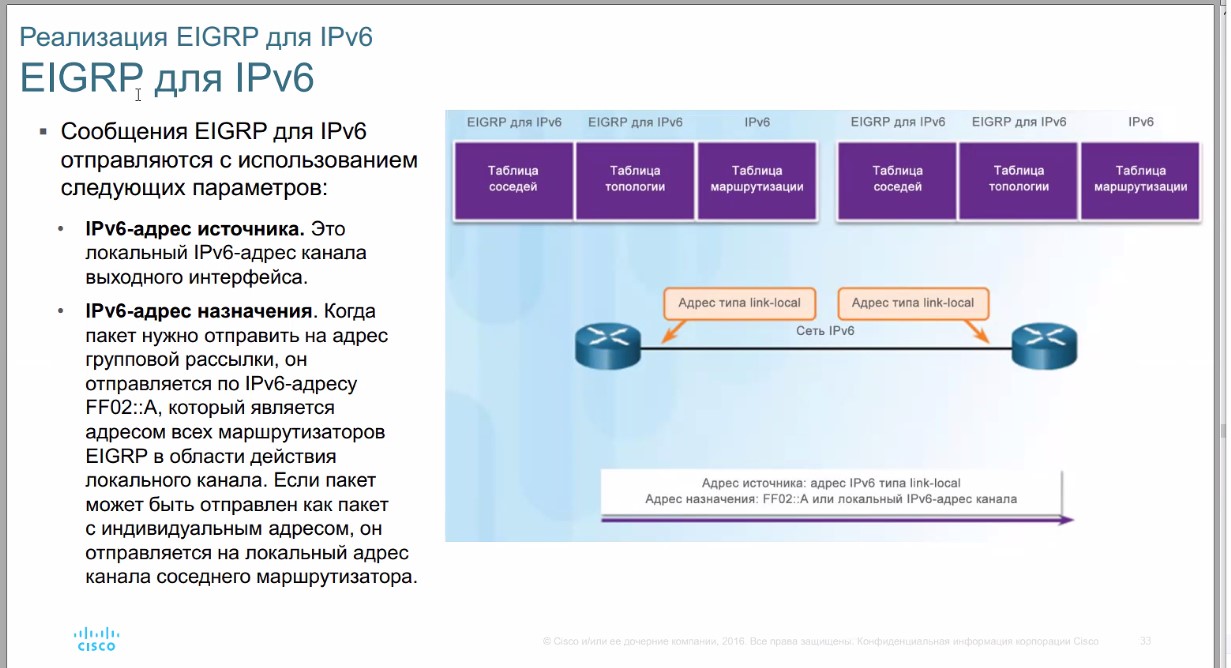 Реализация EIGRP для IPv6
EIGRP для IPv6
Сообщения EIGRP для IPv6
отправляются с использованием
следующих параметров:
IPv6-адрес источника. Это
локальный IPv6-адрес канала
выходного интерфейса.
IPv6-адрес назначения. Когда
пакет нужно отправить на адрес
групповой рассылки, он
отправляется по IPv6-адресу
FF02::A, который является
адресом всех маршрутизаторов
EIGRP в области действия
локального канала. Если пакет
может быть отправлен как пакет
с индивидуальным адресом, он
отправляется на локальный адрес
канала соседнего маршрутизатора.
EIGRP для IPv6 EIGRP для IPv6 IPv6 EIGRP для IPv6 EIGRP для IPv6 IPv6
Таблица Таблица Таблица Таблица Таблица Таблица
соседей топологии маршрутизации соседей топологии маршрутизации
Адрес типа link-local Адрес типа link-local
Сеть IPv6
Адрес источника: адрес IPv6 типа link-local
Адрес назначения: FF02::A или локальный IPv6-адрес канала
CISCO
© Cisco и/или ее дочерние компании, 2016. Все права защищены. Конфиденциальная информация корпорации Cisco 33